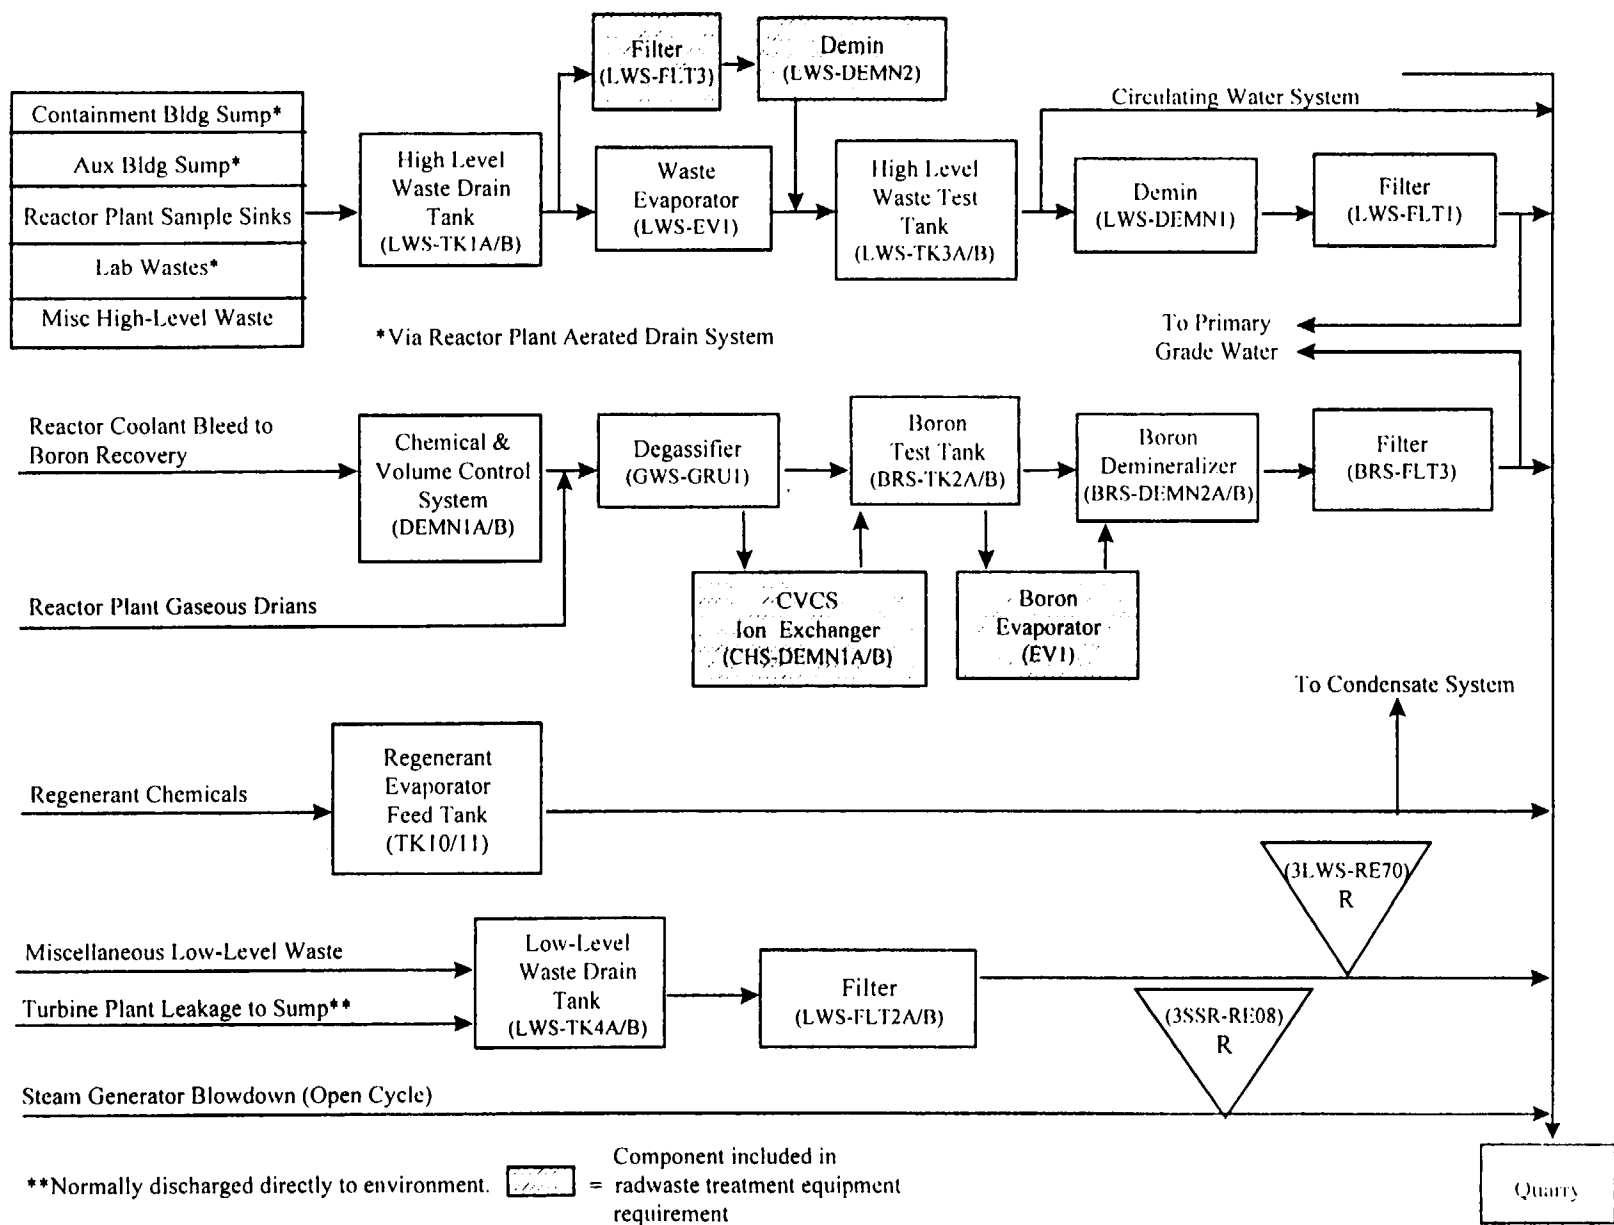 Filter
(LWS-FLT3)
Demin
(LWS-DEMN2)
Circulating Water System
Containment Bldg Sump*
Aux Bldg Sump*
Reactor Plant Sample Sinks
Lab Wastes*
Misc High-Level Waste
High Level
Waste Drain
Tank
(LWS-TK1A/B)
Waste
Evaporator
(LWS-EV1)
High Level
Waste Test
Tank
(LWS-TK3A/B)
Demin
(LWS-DEMN1)
Filter
(LWS-FLT1)
*Via Reactor Plant Aerated Drain System
To Primary
Grade Water
Reactor Coolant Bleed to
Boron Recovery
Chemical &
Volume Control
System
(DEMN1A/B)
Degassifier
(GWS-GRU1)
Boron
Test Tank
(BRS-TK2A/B)
Boron
Demineralizer
(BRS-DEMN2A/B)
Filter
(BRS-FLT3)
Reactor Plant Gaseous Drians
CVCS
Ion Exchanger
(CHS-DEMN1A/B)
Boron
Evaporator
(EV1)
To Condensate System
Regenerant Chemicals
Regenerant
Evaporator
Feed Tank
(TK10/11)
(3LWS-RE70)
R
Miscellaneous Low-Level Waste
Turbine Plant Leakage to Sump**
Low-Level
Waste Drain
Tank
(LWS-TK4A/B)
Filter
(LWS-FLT2A/B)
(3SSR-RE08)
R
Steam Generator Blowdown (Open Cycle)
**Normally discharged directly to environment.
= Component included in
radwaste treatment equipment
requirement
Quarry